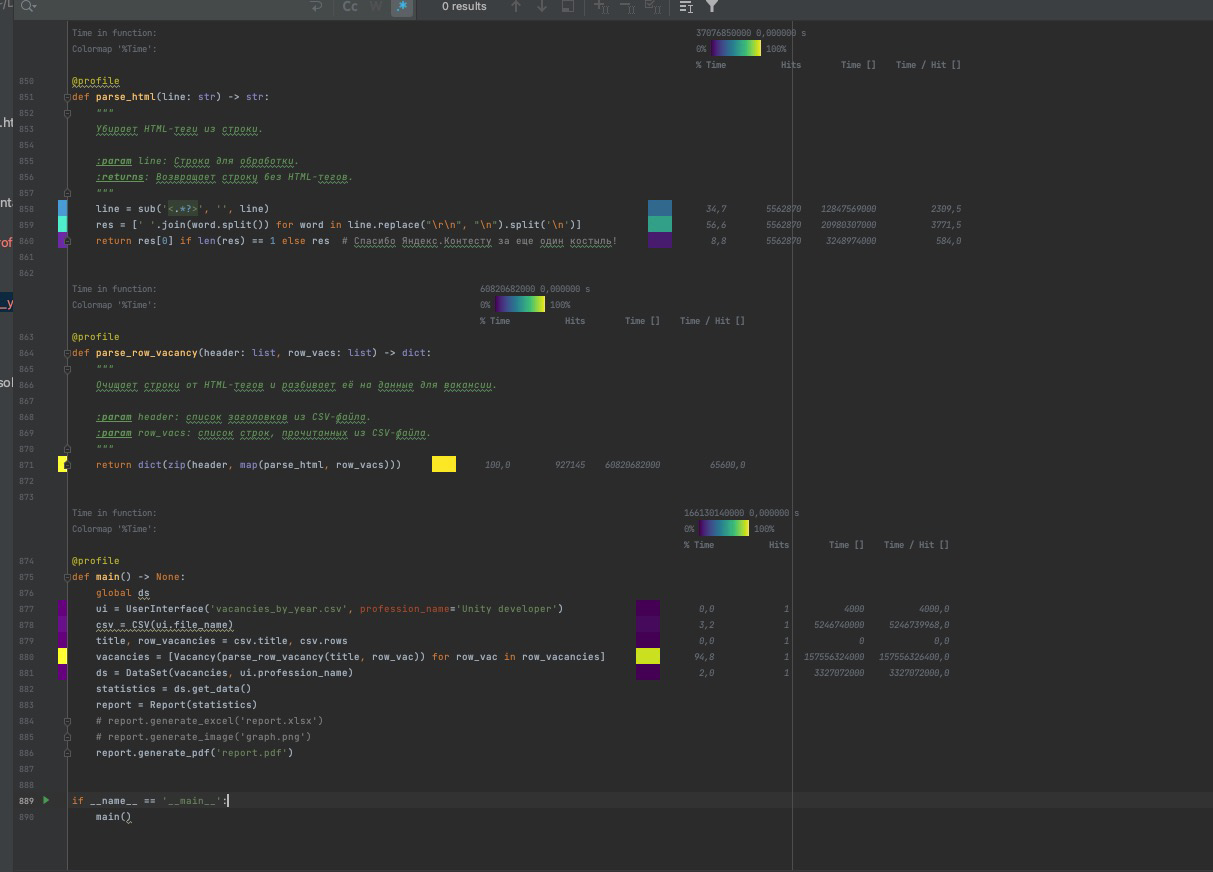 Cc W .* 0 results
Time in function: 37076850000 0,000000 s
Colormap '%Time': 0% 100%
% Time Hits Time [] Time / Hit []
850 @profile
851 def parse_html(line: str) -> str:
852 """
853 Убирает HTML-теги из строки.
854
855 :param line: Строка для обработки.
856 :returns: Возвращает строку без HTML-тегов.
857 """
858 line = sub('<.*?>', '', line) 34,7 5562870 12847569000 2309,5
859 res = [' '.join(word.split()) for word in line.replace("\r\n", "\n").split('\n')] 56,6 5562870 20980307000 3771,5
860 return res[0] if len(res) == 1 else res # Спасибо Яндекс.Контесту за еще один костыль! 8,8 5562870 3248974000 584,0
861
862
Time in function: 60820682000 0,000000 s
Colormap '%Time': 0% 100%
% Time Hits Time [] Time / Hit []
863 @profile
864 def parse_row_vacancy(header: list, row_vacs: list) -> dict:
865 """
866 Очищает строки от HTML-тегов и разбивает её на данные для вакансии.
867
868 :param header: список заголовков из CSV-файла.
869 :param row_vacs: список строк, прочитанных из CSV-файла.
870 """
871 return dict(zip(header, map(parse_html, row_vacs))) 100,0 927145 60820682000 65600,0
872
873
Time in function: 166130140000 0,000000 s
Colormap '%Time': 0% 100%
% Time Hits Time [] Time / Hit []
874 @profile
875 def main() -> None:
876 global ds
877 ui = UserInterface('vacancies_by_year.csv', profession_name='Unity developer') 0,0 1 4000 4000,0
878 csv = CSV(ui.file_name) 3,2 1 5246740000 5246739968,0
879 title, row_vacancies = csv.title, csv.rows 0,0 1 0 0,0
880 vacancies = [Vacancy(parse_row_vacancy(title, row_vac)) for row_vac in row_vacancies] 94,8 1 157556324000 157556326400,0
881 ds = DataSet(vacancies, ui.profession_name) 2,0 1 3327072000 3327072000,0
882 statistics = ds.get_data()
883 report = Report(statistics)
884 # report.generate_excel('report.xlsx')
885 # report.generate_image('graph.png')
886 report.generate_pdf('report.pdf')
887
888
889 if __name__ == '__main__':
890 main()